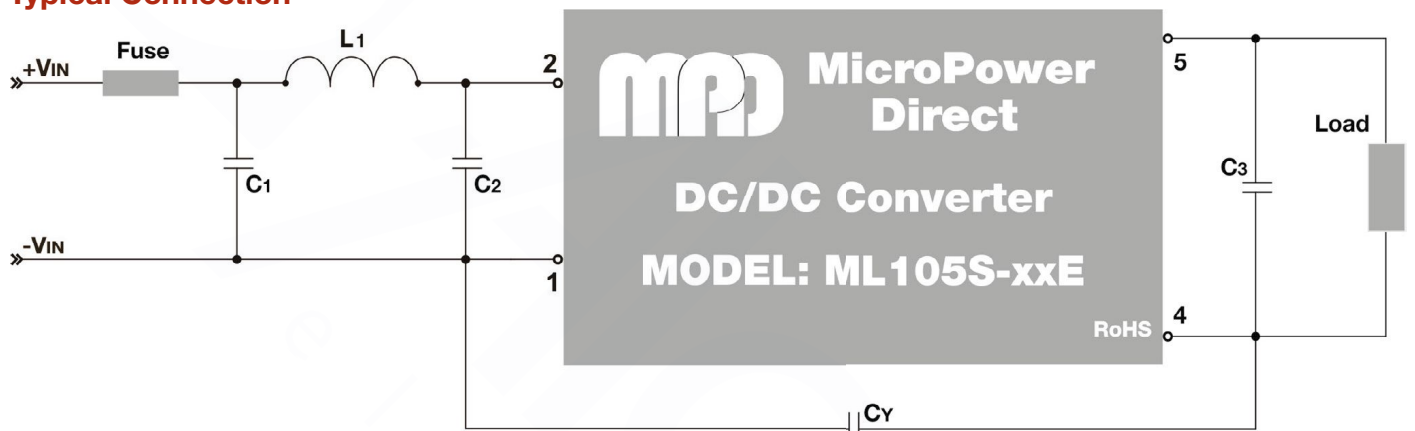 Typical Connection
+VIN
Fuse
L1
2
C1
C2
-VIN
1
MPD
MicroPower
Direct
DC/DC Converter
MODEL: ML105S-xxE
RoHS
5
4
C3
Load
CY